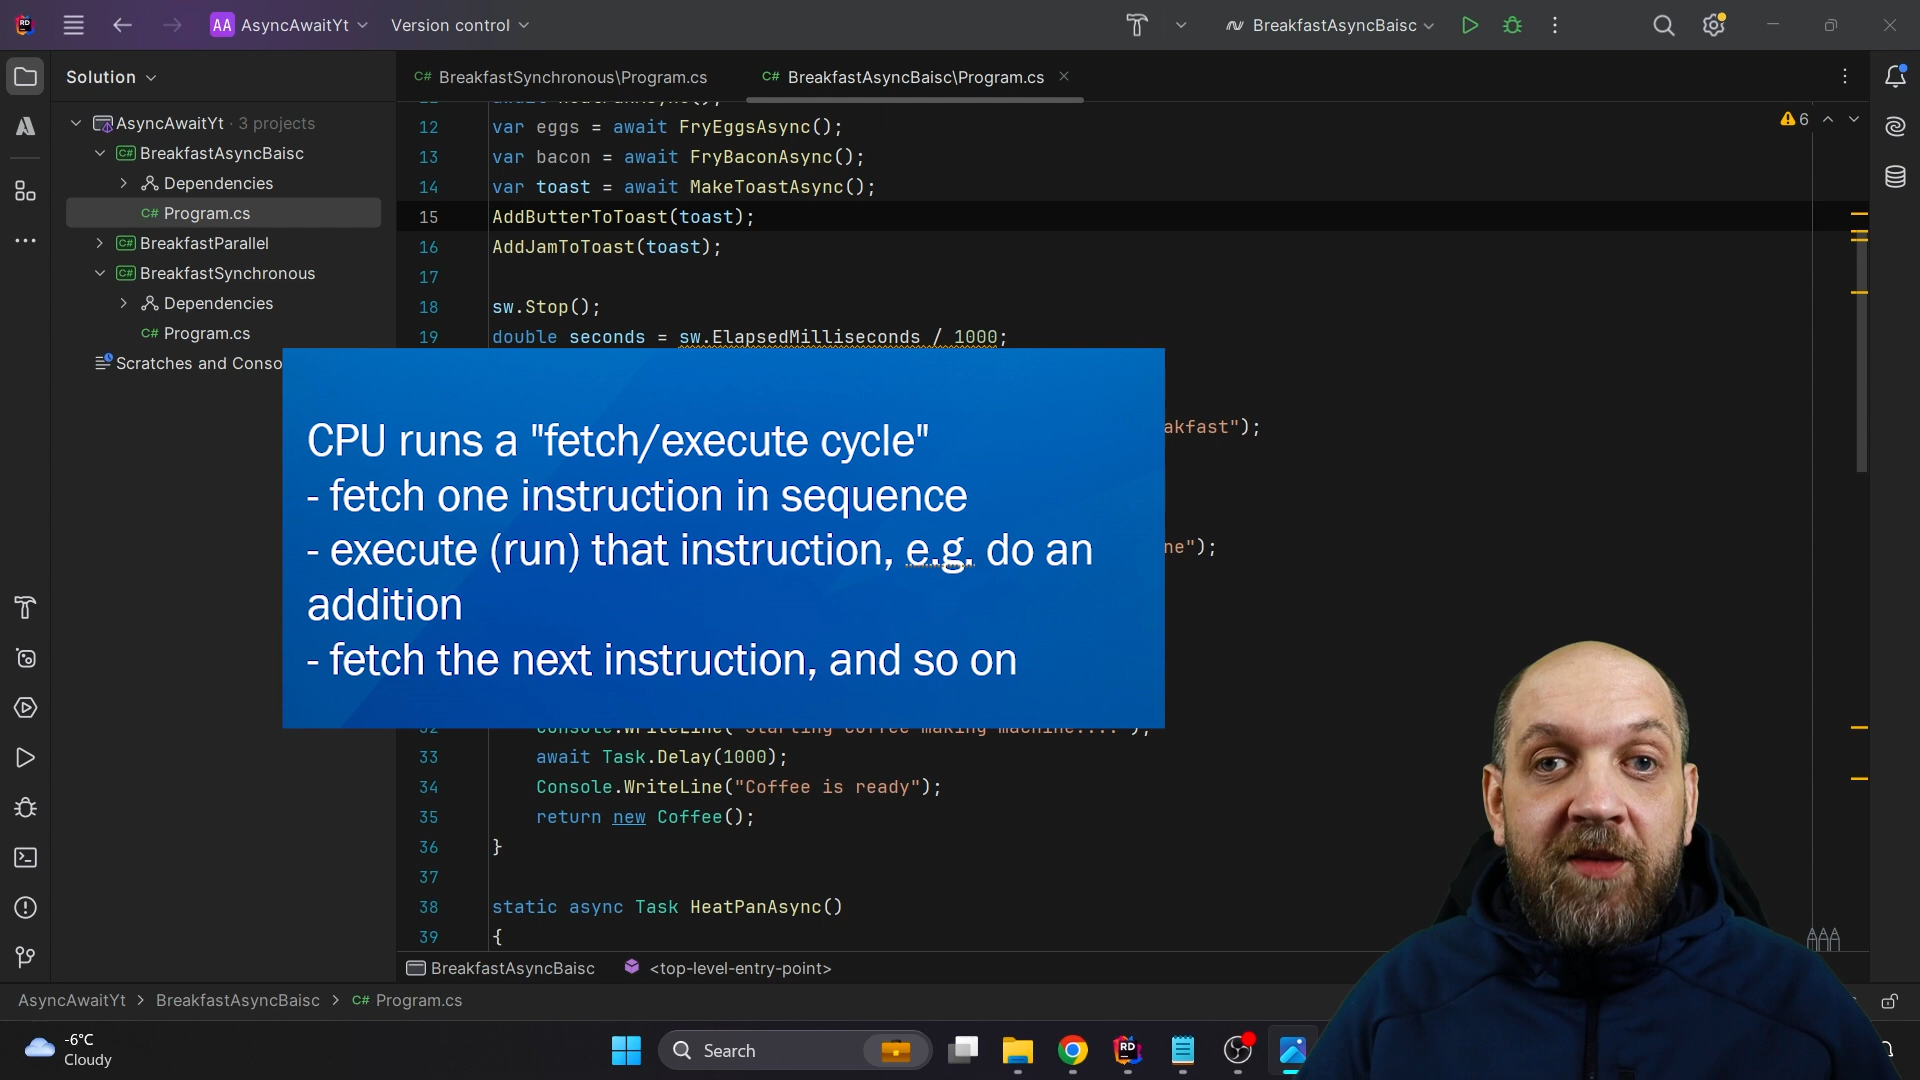 AA AsyncAwaitYt
Version control
BreakfastAsyncBaisc
Solution
C# BreakfastSynchronous\Program.cs
C# BreakfastAsyncBaisc\Program.cs
AsyncAwaitYt · 3 projects
C# BreakfastAsyncBaisc
Dependencies
C# Program.cs
C# BreakfastParallel
C# BreakfastSynchronous
Dependencies
C# Program.cs
Scratches and Conso
6
12 var eggs = await FryEggsAsync();
13 var bacon = await FryBaconAsync();
14 var toast = await MakeToastAsync();
15 AddButterToToast(toast);
16 AddJamToToast(toast);
17
18 sw.Stop();
19 double seconds = sw.ElapsedMilliseconds / 1000;
akfast");
ne");
CPU runs a "fetch/execute cycle"
- fetch one instruction in sequence
- execute (run) that instruction, e.g. do an
addition
- fetch the next instruction, and so on
33 await Task.Delay(1000);
34 Console.WriteLine("Coffee is ready");
35 return new Coffee();
36 }
37
38 static async Task HeatPanAsync()
39 {
BreakfastAsyncBaisc
<top-level-entry-point>
AsyncAwaitYt > BreakfastAsyncBaisc > C# Program.cs
-6°C
Cloudy
Search
RD